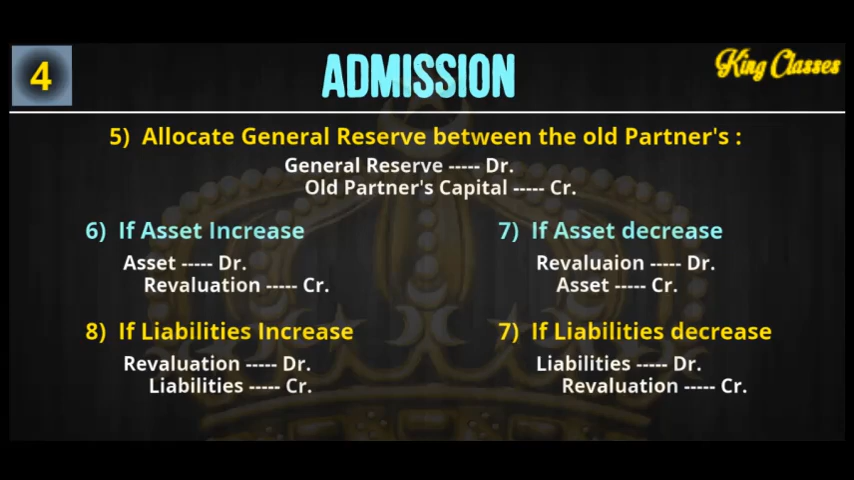 4
ADMISSION
King Classes
5) Allocate General Reserve between the old Partner's :
General Reserve ----- Dr.
Old Partner's Capital ----- Cr.
6) If Asset Increase
Asset ----- Dr.
Revaluation ----- Cr.
7) If Asset decrease
Revaluaion ----- Dr.
Asset ----- Cr.
8) If Liabilities Increase
Revaluation ----- Dr.
Liabilities ----- Cr.
7) If Liabilities decrease
Liabilities ----- Dr.
Revaluation ----- Cr.